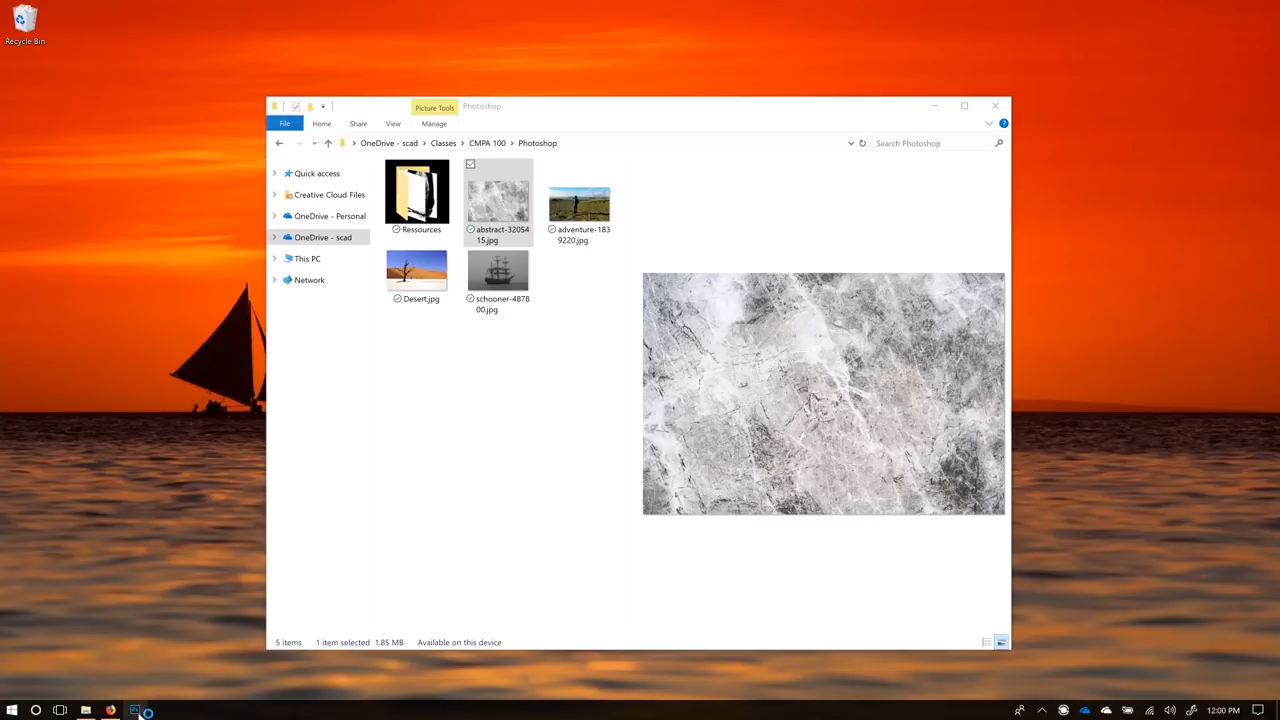 Recycle Bin
Picture Tools
Photoshop
File
Home
Share
View
Manage
OneDrive - scad
Classes
CMPA 100
Photoshop
Search Photoshop
Quick access
Creative Cloud Files
OneDrive - Personal
OneDrive - scad
This PC
Network
Ressources
abstract-32054
15.jpg
adventure-183
9220.jpg
Desert.jpg
schooner-4878
00.jpg
5 items
1 item selected
1.85 MB
Available on this device
Ps
12:00 PM